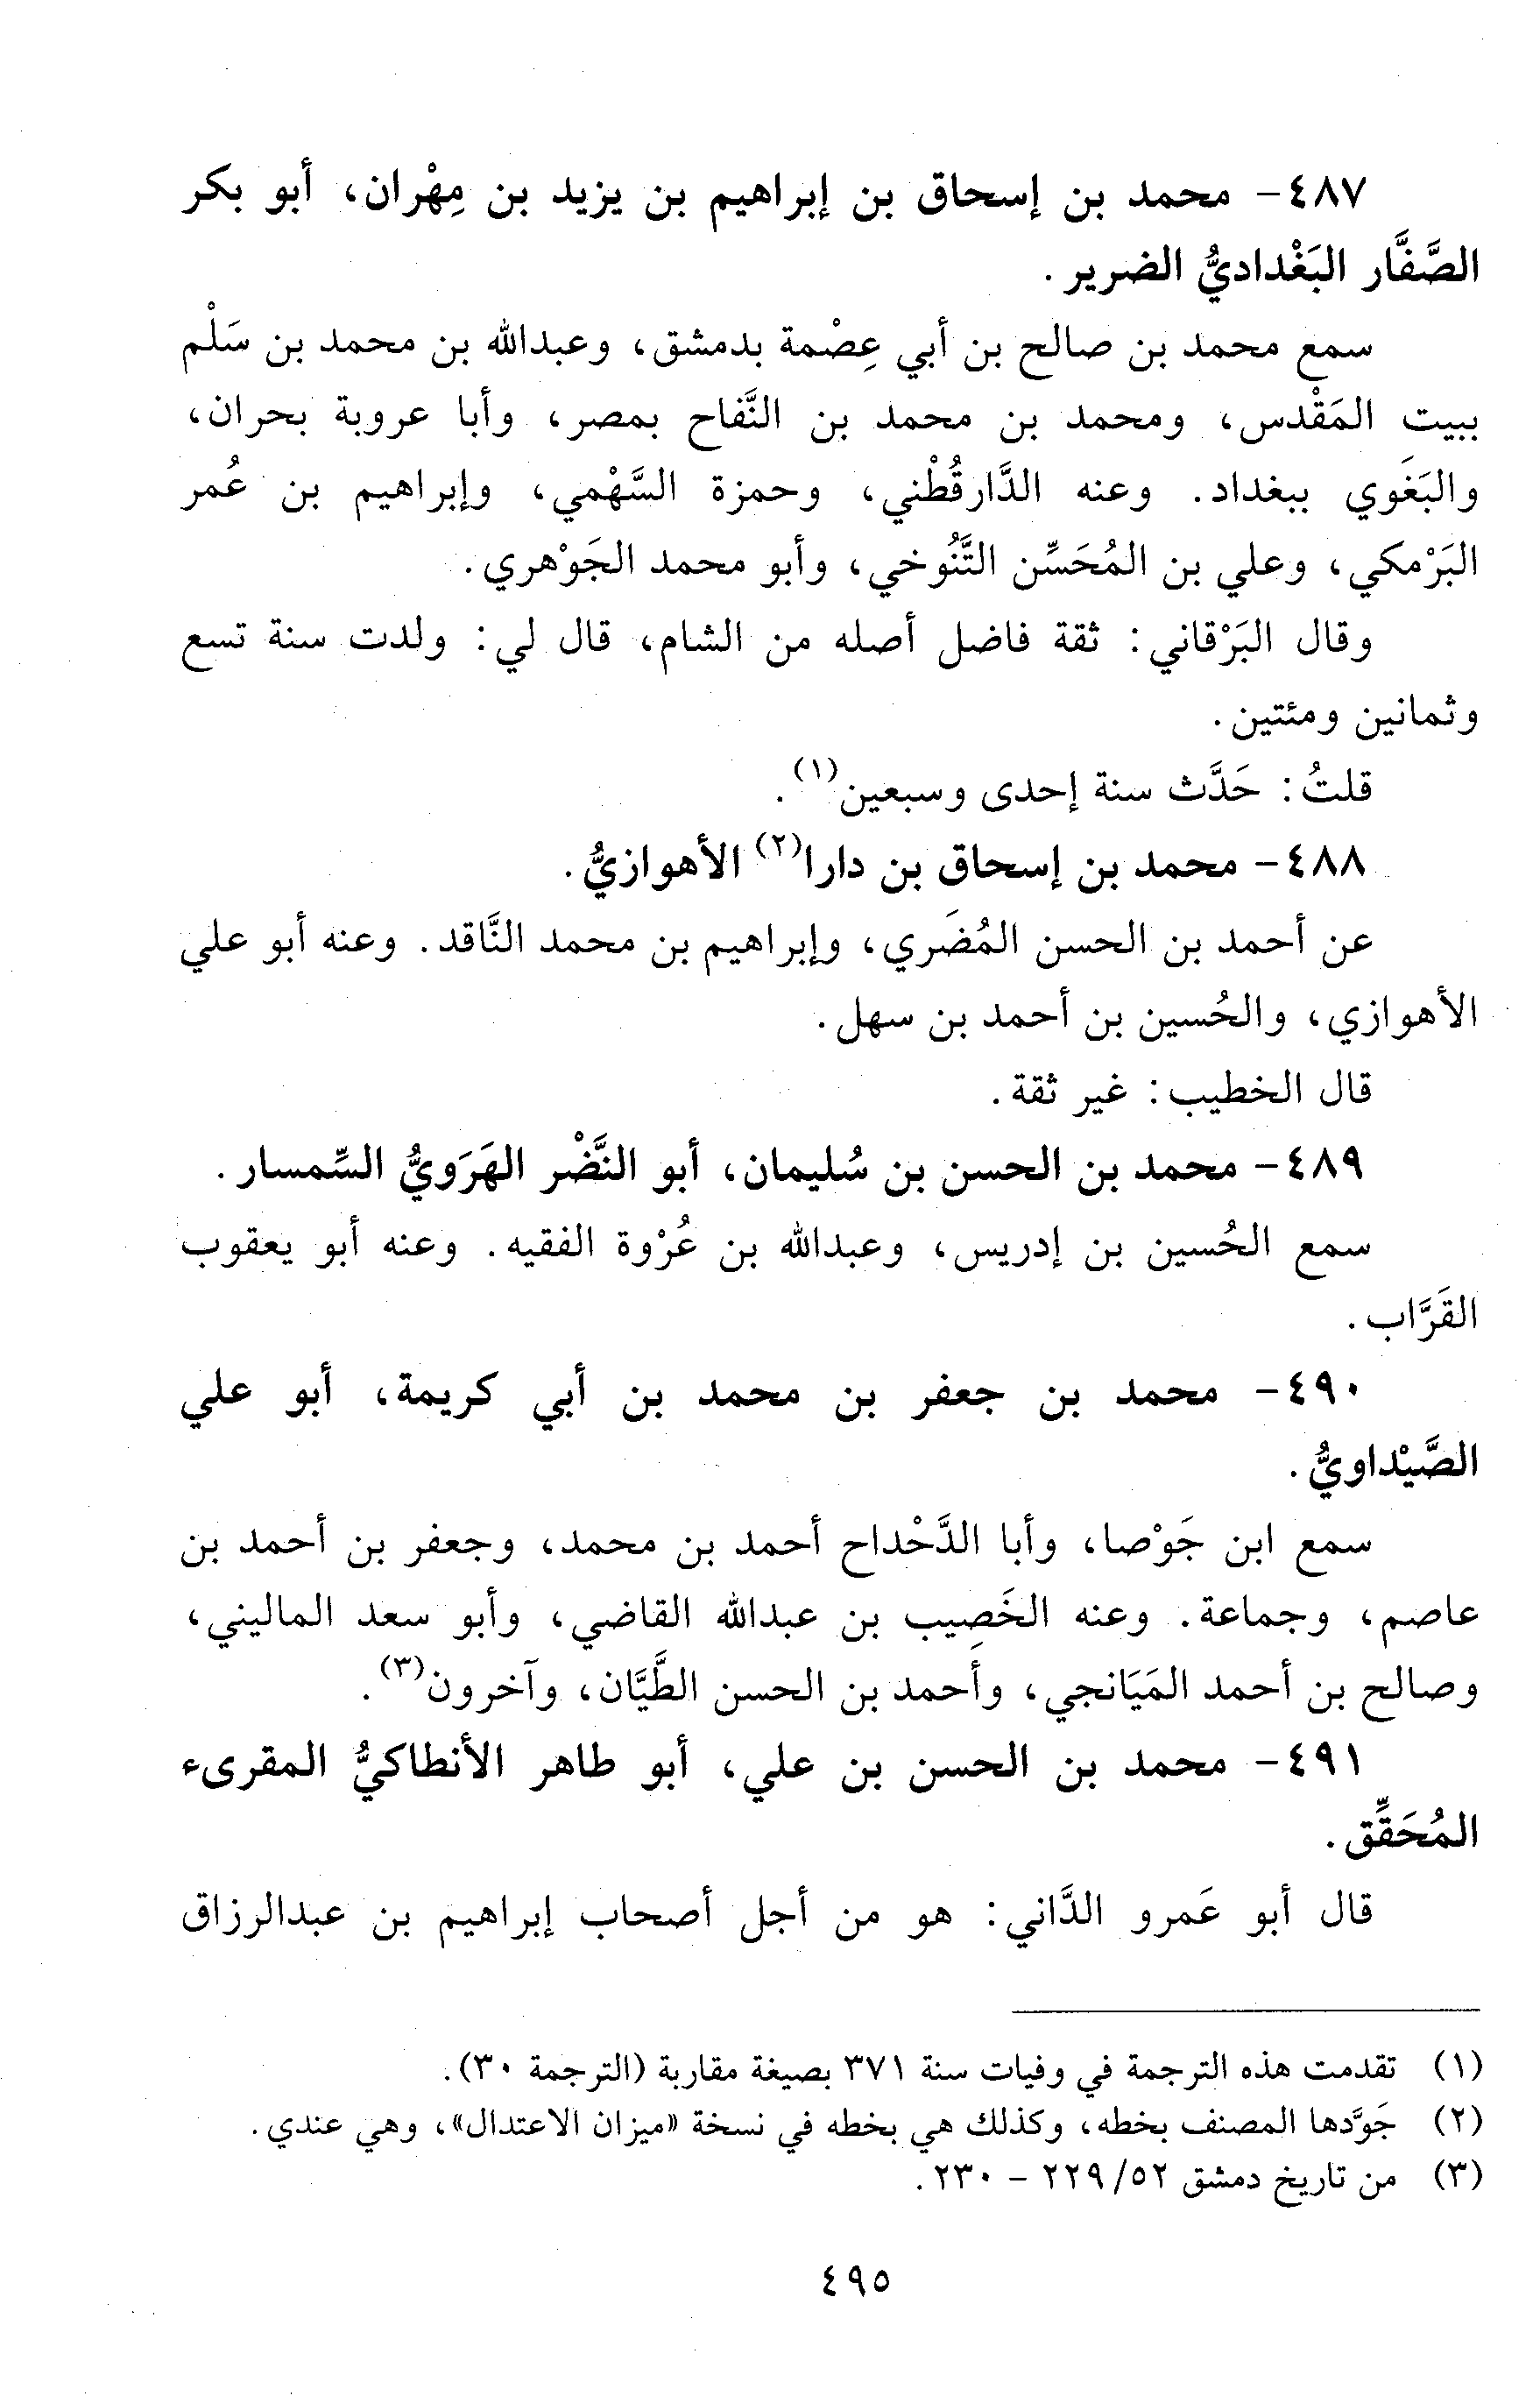 ٤٨٧- محمد بن إسحاق بن إبراهيم بن يزيد بن مِهْران، أبو بكر
الصَّفَّار البَغْداديُّ الضرير.
سمع محمد بن صالح بن أبي عِصْمة بدمشق، وعبدالله بن محمد بن سَلْم
ببيت المَقْدس، ومحمد بن محمد بن النَّفاح بمصر، وأبا عروبة بحران،
والبَغَوي ببغداد. وعنه الدَّارقُطْني، وحمزة السَّهْمي، وإبراهيم بن عُمر
البَرْمكي، وعلي بن المُحَسِّن التَّنُوخي، وأبو محمد الجَوْهري.
وقال البَرْقاني: ثقة فاضل أصله من الشام، قال لي: ولدت سنة تسع
وثمانين ومئتين.
قلتُ: حَدَّث سنة إحدى وسبعين(١).
٤٨٨- محمد بن إسحاق بن دارا(٢) الأهوازيُّ.
عن أحمد بن الحسن المُضَري، وإبراهيم بن محمد النَّاقد. وعنه أبو علي
الأهوازي، والحُسين بن أحمد بن سهل.
قال الخطيب: غير ثقة.
٤٨٩- محمد بن الحسن بن سُليمان، أبو النَّضْر الهَرَويُّ السِّمسار.
سمع الحُسين بن إدريس، وعبدالله بن عُرْوة الفقيه. وعنه أبو يعقوب
القَرَّاب.
٤٩٠- محمد بن جعفر بن محمد بن أبي كريمة، أبو علي
الصَّيْداويُّ.
سمع ابن جَوْصا، وأبا الدَّحْداح أحمد بن محمد، وجعفر بن أحمد بن
عاصم، وجماعة. وعنه الخَصِيب بن عبدالله القاضي، وأبو سعد الماليني،
وصالح بن أحمد المَيَانجي، وأحمد بن الحسن الطَّيَّان، وآخرون(٣).
٤٩١- محمد بن الحسن بن علي، أبو طاهر الأنطاكيُّ المقرىء
المُحَقِّق.
قال أبو عَمرو الدَّاني: هو من أجل أصحاب إبراهيم بن عبدالرزاق
(١) تقدمت هذه الترجمة في وفيات سنة ٣٧١ بصيغة مقاربة (الترجمة ٣٠).
(٢) جَوَّدها المصنف بخطه، وكذلك هي بخطه في نسخة «ميزان الاعتدال»، وهي عندي.
(٣) من تاريخ دمشق ٥٢/ ٢٢٩ - ٢٣٠.
٤٩٥